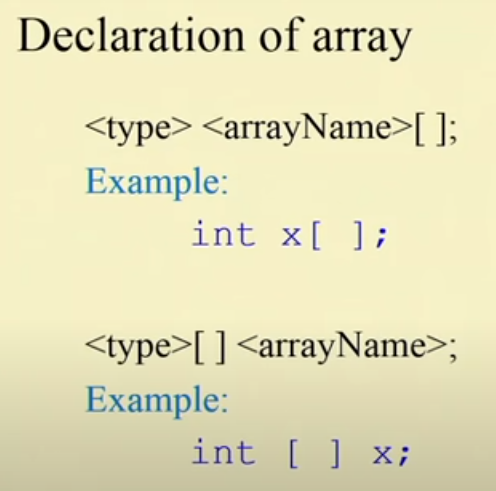 Declaration of array
<type> <arrayName>[ ];
Example:
int x[ ];
<type>[ ] <arrayName>;
Example:
int [ ] x;